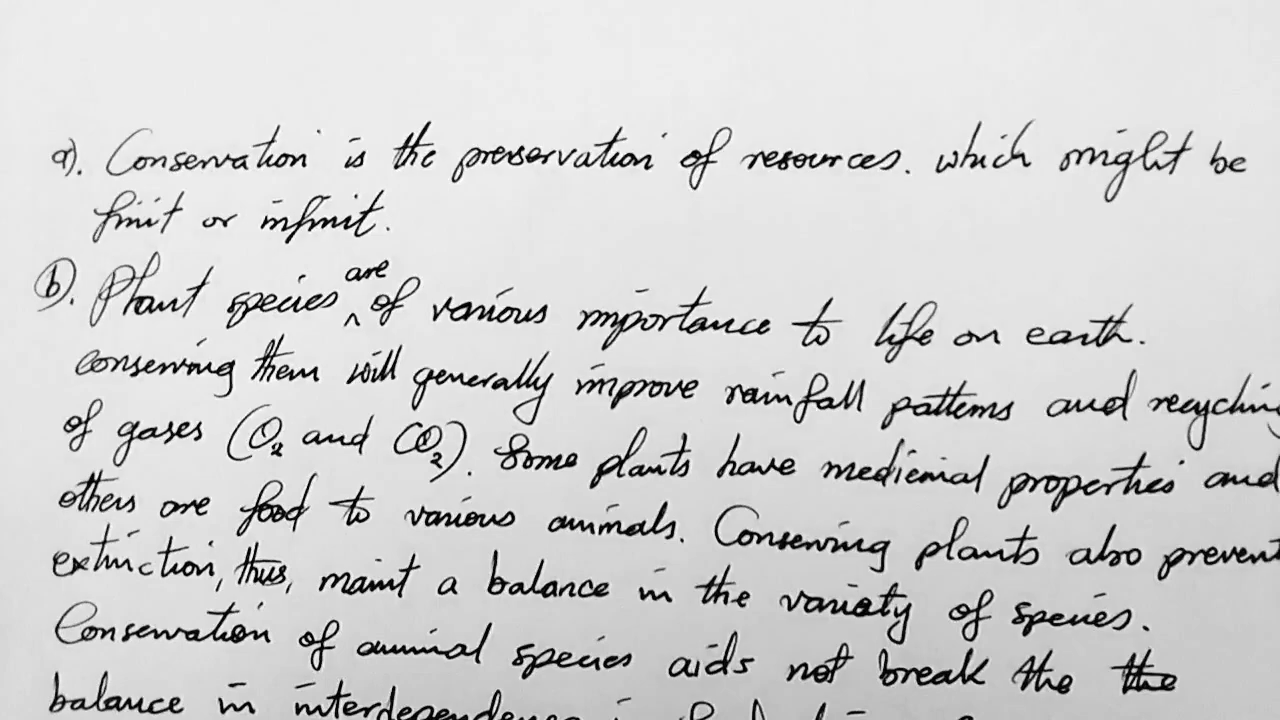 a). Conservation is the preservation of resources. which might be
finit or infinit.
b). Plant species are of various importance to life on earth.
conserving them will generally improve rainfall patterns and recycling
of gases (O₂ and CO₂). Some plants have medicinal properties and
others are food to various animals. Conserving plants also prevent
extinction, thus, maint a balance in the variety of species.
Conservation of animal species aids not break the the
balance in interdependence